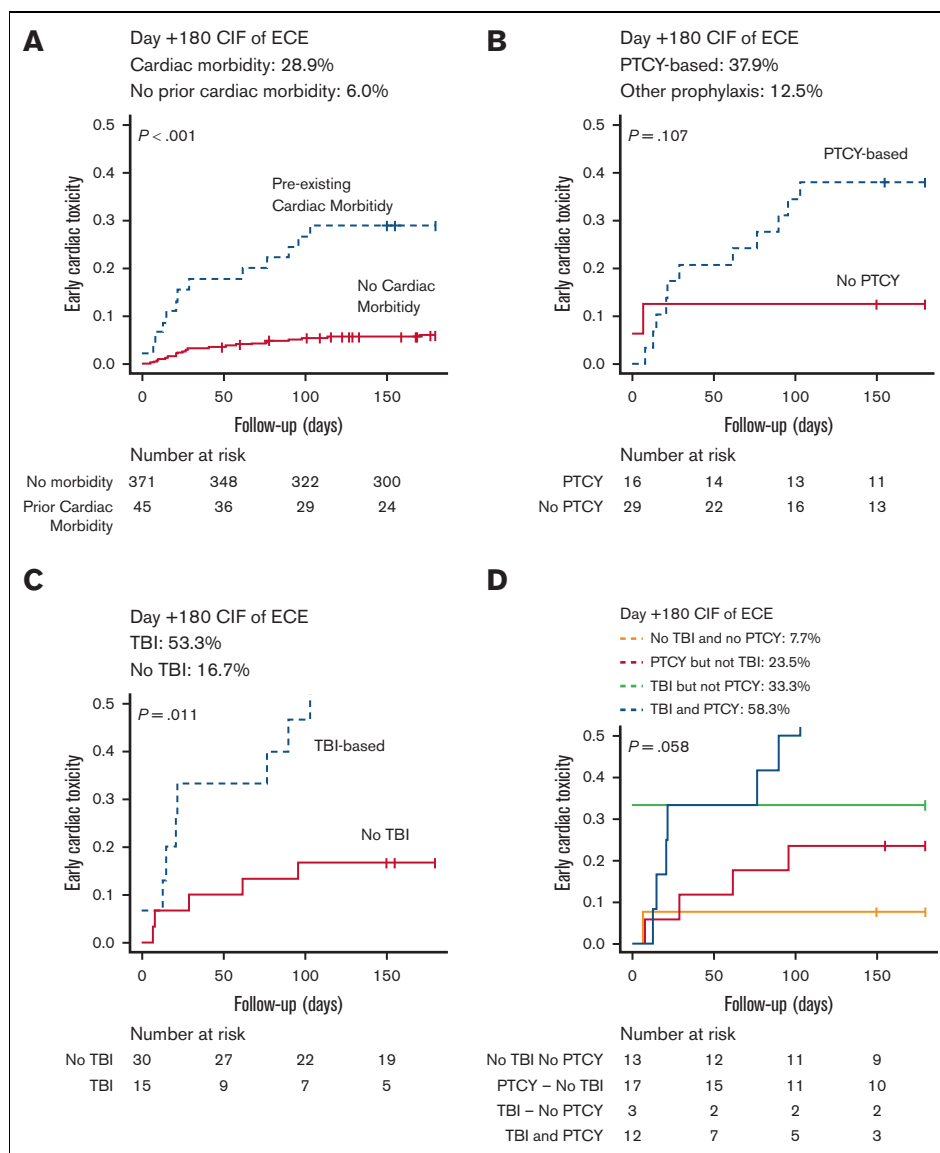 A
Day +180 CIF of ECE
Cardiac morbidity: 28.9%
No prior cardiac morbidity: 6.0%
P < .001
Early cardiac toxicity
0.5
0.4
0.3
0.2
0.1
0.0
Pre-existing
Cardiac Morbitidy
No Cardiac
Morbitidy
0 50 100 150
Follow-up (days)
Number at risk
No morbidity 371 348 322 300
Prior Cardiac 45 36 29 24
Morbidity
B
Day +180 CIF of ECE
PTCY-based: 37.9%
Other prophylaxis: 12.5%
P = .107
Early cardiac toxicity
0.5
0.4
0.3
0.2
0.1
0.0
PTCY-based
No PTCY
0 50 100 150
Follow-up (days)
Number at risk
PTCY 16 14 13 11
No PTCY 29 22 16 13
C
Day +180 CIF of ECE
TBI: 53.3%
No TBI: 16.7%
P = .011
Early cardiac toxicity
0.5
0.4
0.3
0.2
0.1
0.0
TBI-based
No TBI
0 50 100 150
Follow-up (days)
Number at risk
No TBI 30 27 22 19
TBI 15 9 7 5
D
Day +180 CIF of ECE
No TBI and no PTCY: 7.7%
PTCY but not TBI: 23.5%
TBI but not PTCY: 33.3%
TBI and PTCY: 58.3%
P = .058
Early cardiac toxicity
0.5
0.4
0.3
0.2
0.1
0.0
0 50 100 150
Follow-up (days)
Number at risk
No TBI No PTCY 13 12 11 9
PTCY – No TBI 17 15 11 10
TBI – No PTCY 3 2 2 2
TBI and PTCY 12 7 5 3